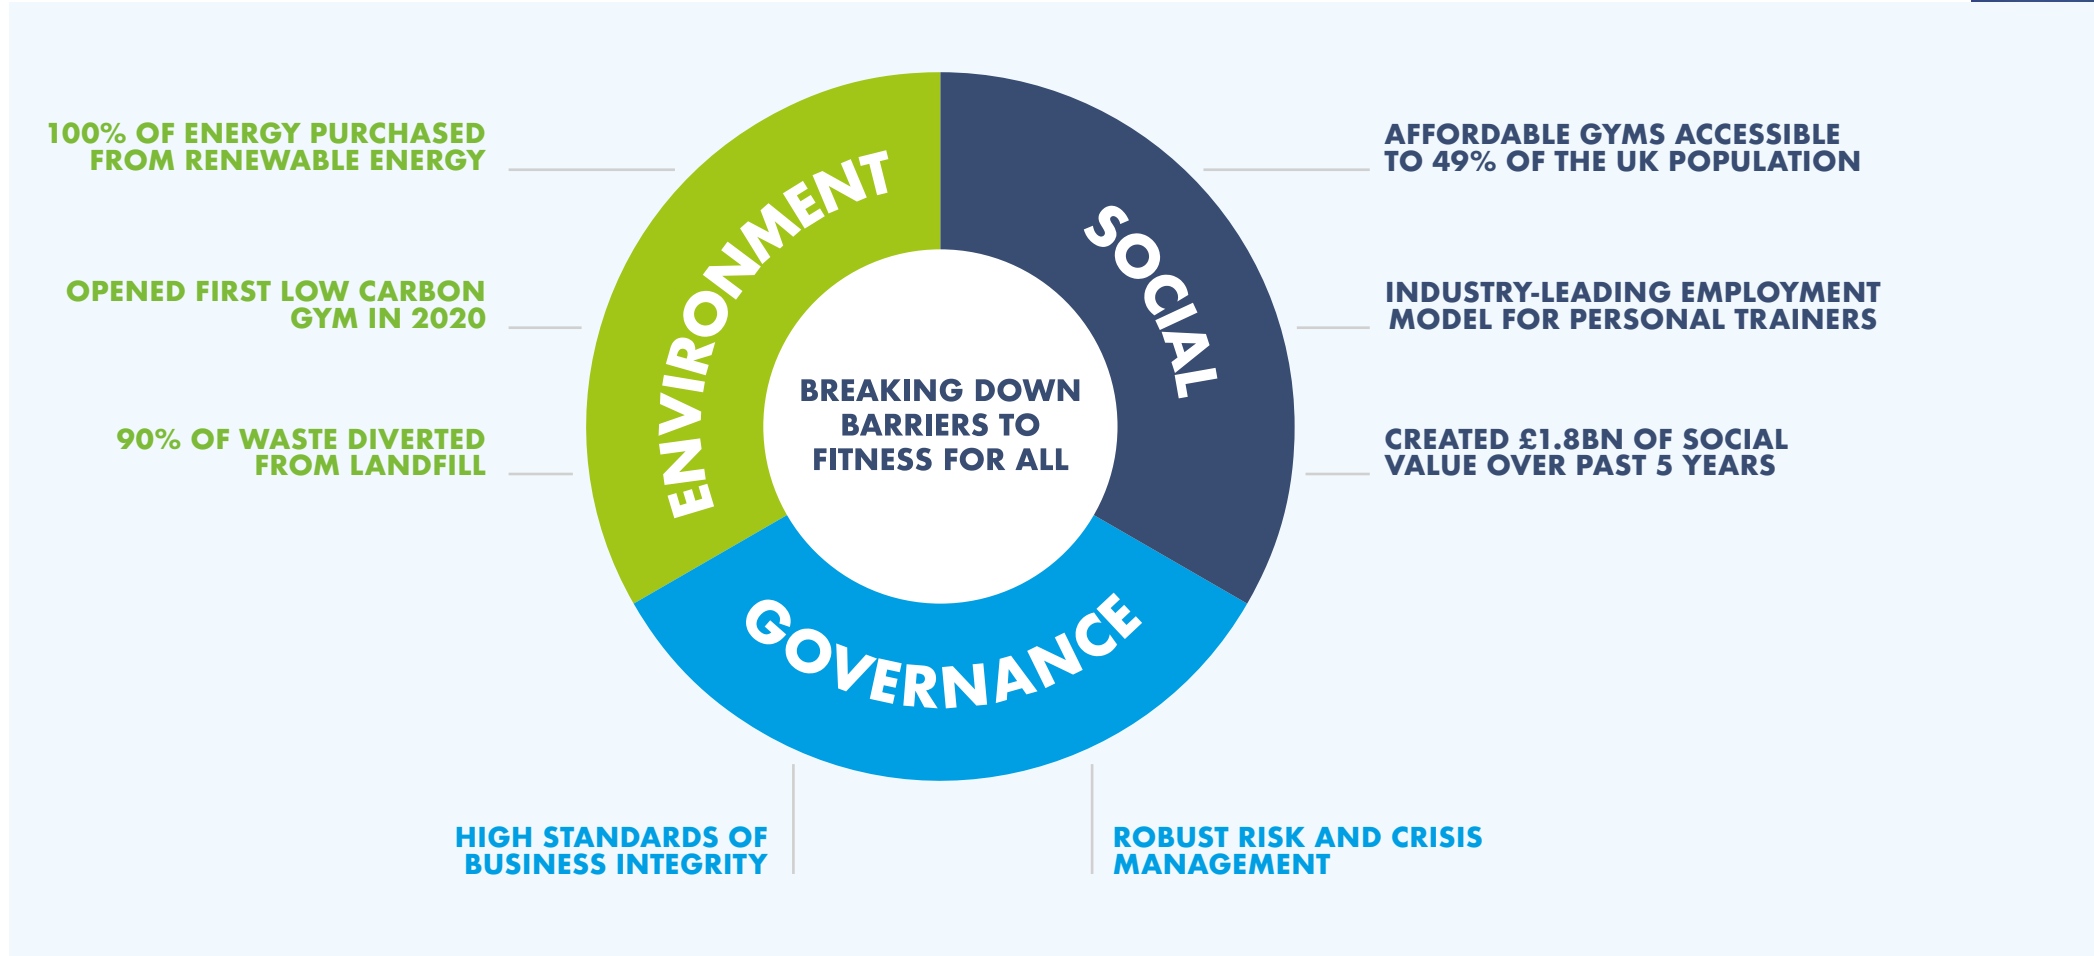 100% OF ENERGY PURCHASED
FROM RENEWABLE ENERGY
OPENED FIRST LOW CARBON
GYM IN 2020
90% OF WASTE DIVERTED
FROM LANDFILL
ENVIRONMENT
SOCIAL
GOVERNANCE
BREAKING DOWN
BARRIERS TO
FITNESS FOR ALL
AFFORDABLE GYMS ACCESSIBLE
TO 49% OF THE UK POPULATION
INDUSTRY-LEADING EMPLOYMENT
MODEL FOR PERSONAL TRAINERS
CREATED £1.8BN OF SOCIAL
VALUE OVER PAST 5 YEARS
HIGH STANDARDS OF
BUSINESS INTEGRITY
ROBUST RISK AND CRISIS
MANAGEMENT